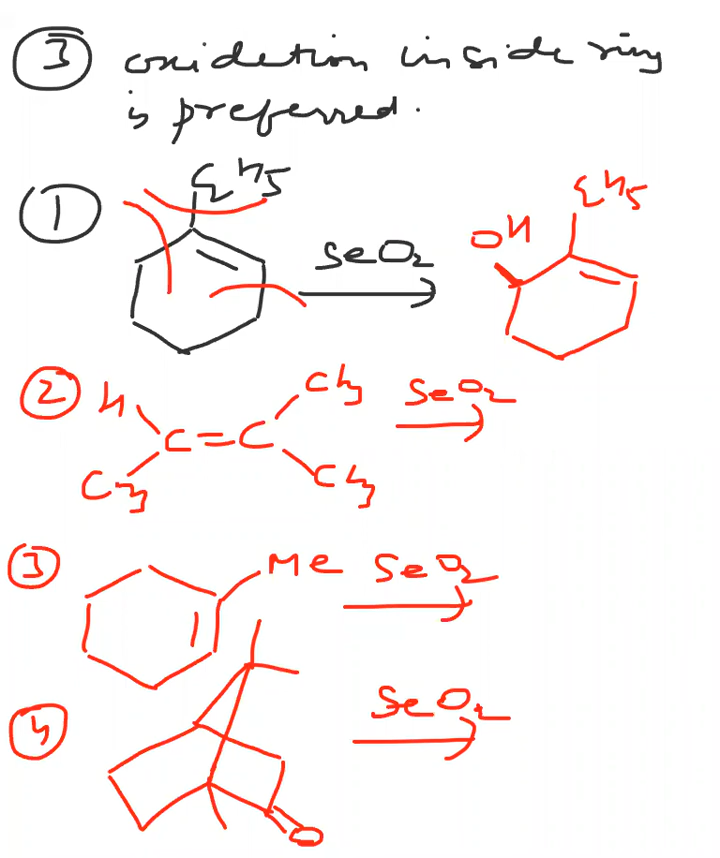 ③ oxidetion inside ring
is preferred.
C₂H₅
① SeO₂
OH C₂H₅
② H CH₃ SeO₂
C=C
CH₃ CH₃
③ Me SeO₂
④ SeO₂
O